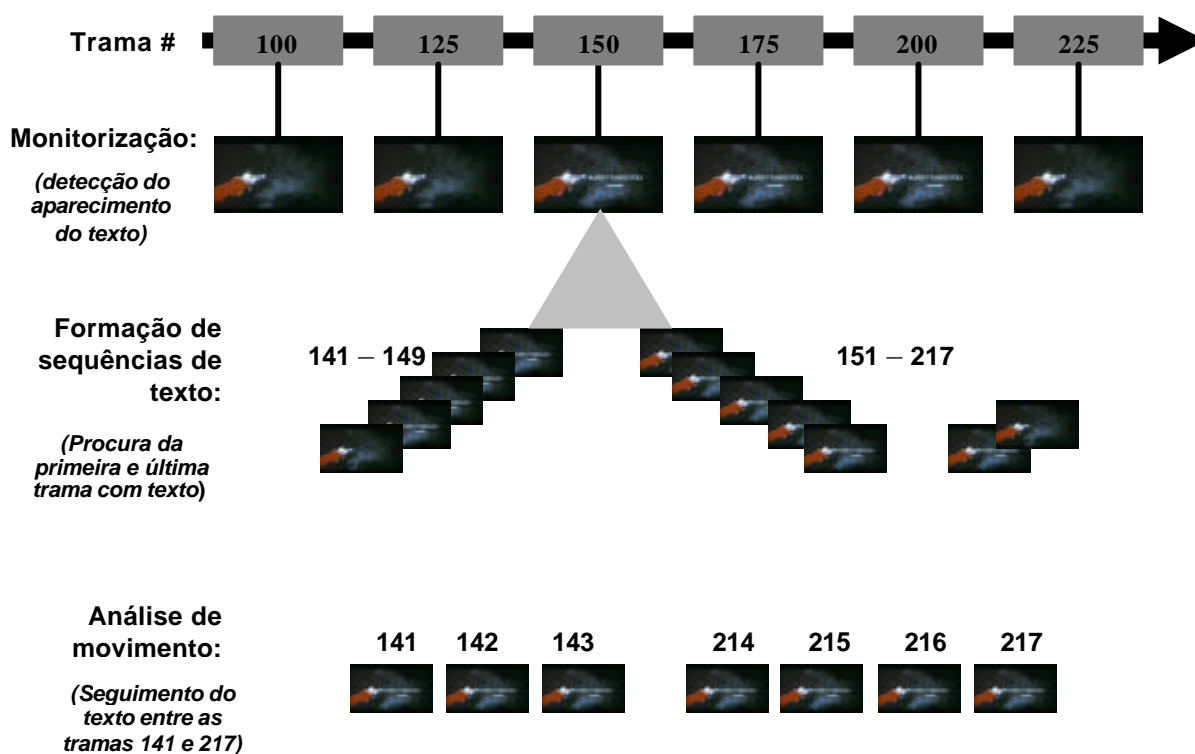 Trama #
100 125 150 175 200 225
Monitorização:
(detecção do
aparecimento
do texto)
Formação de
sequências de
texto:
141 – 149
151 – 217
(Procura da
primeira e última
trama com texto)
Análise de
movimento:
141 142 143 214 215 216 217
(Seguimento do
texto entre as
tramas 141 e 217)